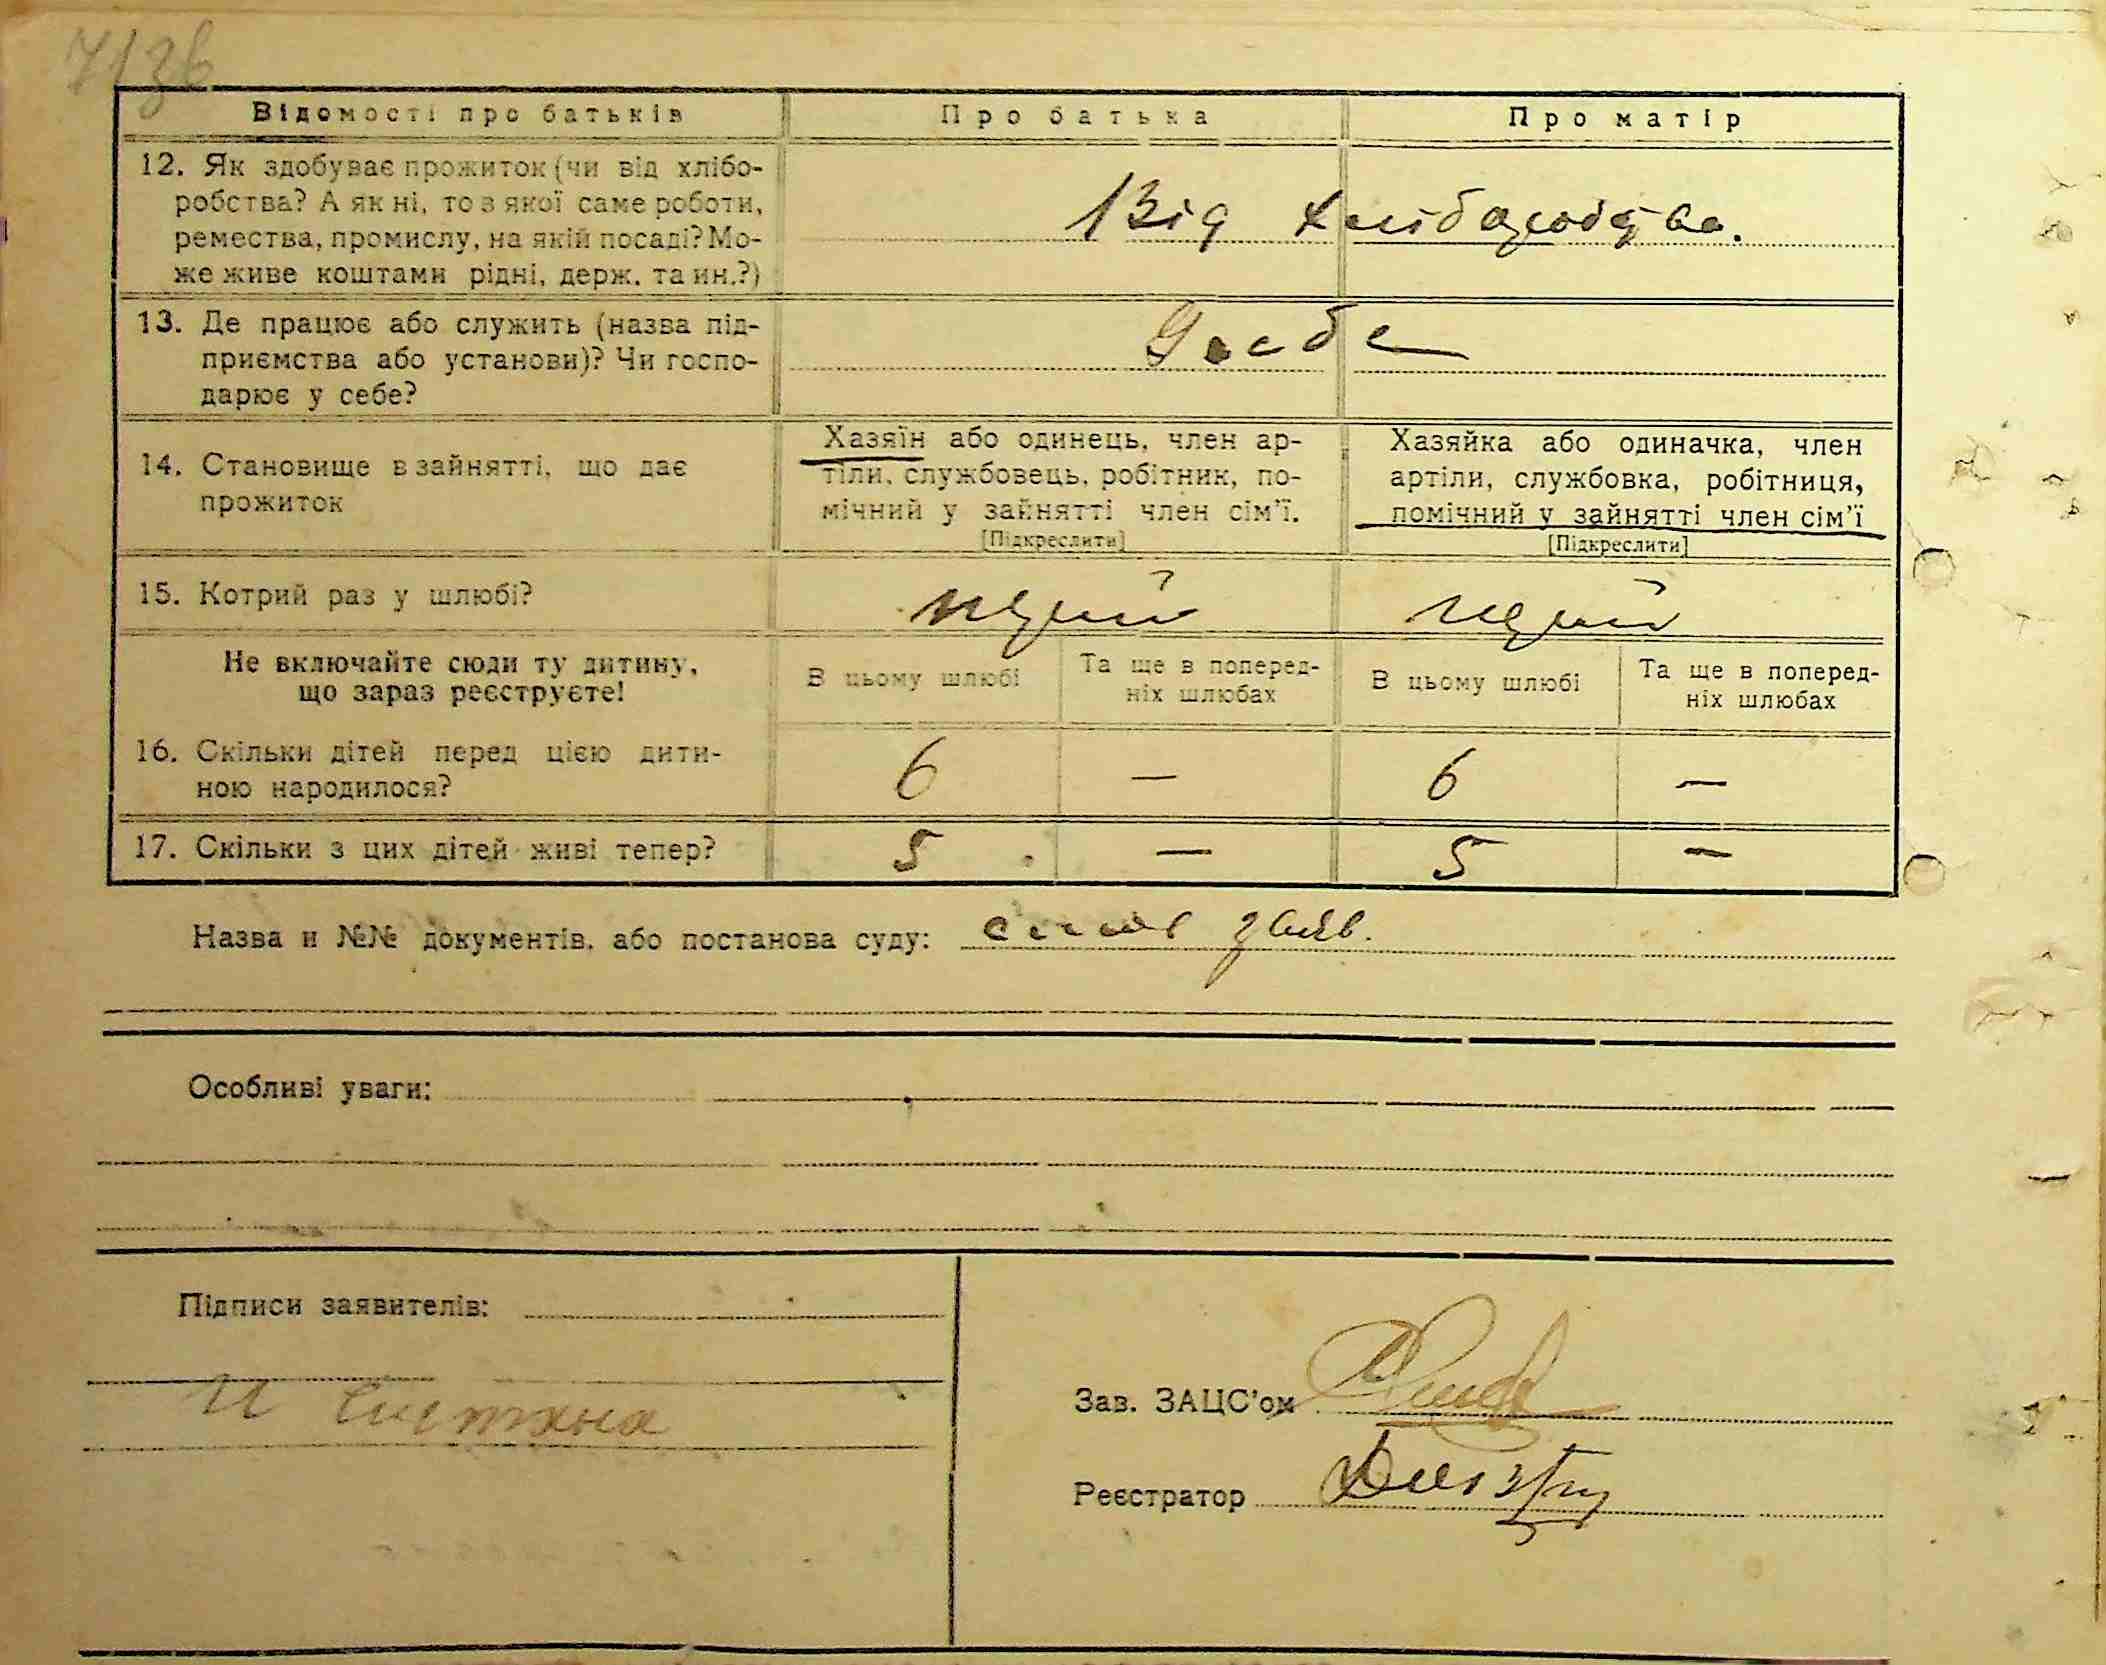 71 зв
Відомості про батьків Про батька Про матір
12. Як здобуває прожиток (чи від хлібо-
робства? А як ні, то з якої саме роботи,
ремества, промислу, на якій посаді? Мо-
же живе коштами рідні, держ. та ин.?)
Від хліборобства.
13. Де працює або служить (назва під-
приємства або установи)? Чи госпо-
дарює у себе?
У себе
14. Становище в зайнятті, що дає
прожиток
Хазяїн або одинець, член ар-
тіли, службовець, робітник, по-
мічний у зайнятті член сім'ї.
[Підкреслити]
Хазяйка або одиначка, член
артіли, службовка, робітниця,
помічний у зайнятті член сім'ї
[Підкреслити]
15. Котрий раз у шлюбі?
Не включайте сюди ту дитину,
що зараз реєструєте!
В цьому шлюбі
Та ще в поперед-
ніх шлюбах
В цьому шлюбі
Та ще в поперед-
ніх шлюбах
16. Скільки дітей перед цією дити-
ною народилося?
6 — 6 —
17. Скільки з цих дітей живі тепер? 5 — 5 —
Назва и №№ документів, або постанова суду: заяв.
Особливі уваги:
Підписи заявителів:
Зав. ЗАЦС'ом
Реєстратор